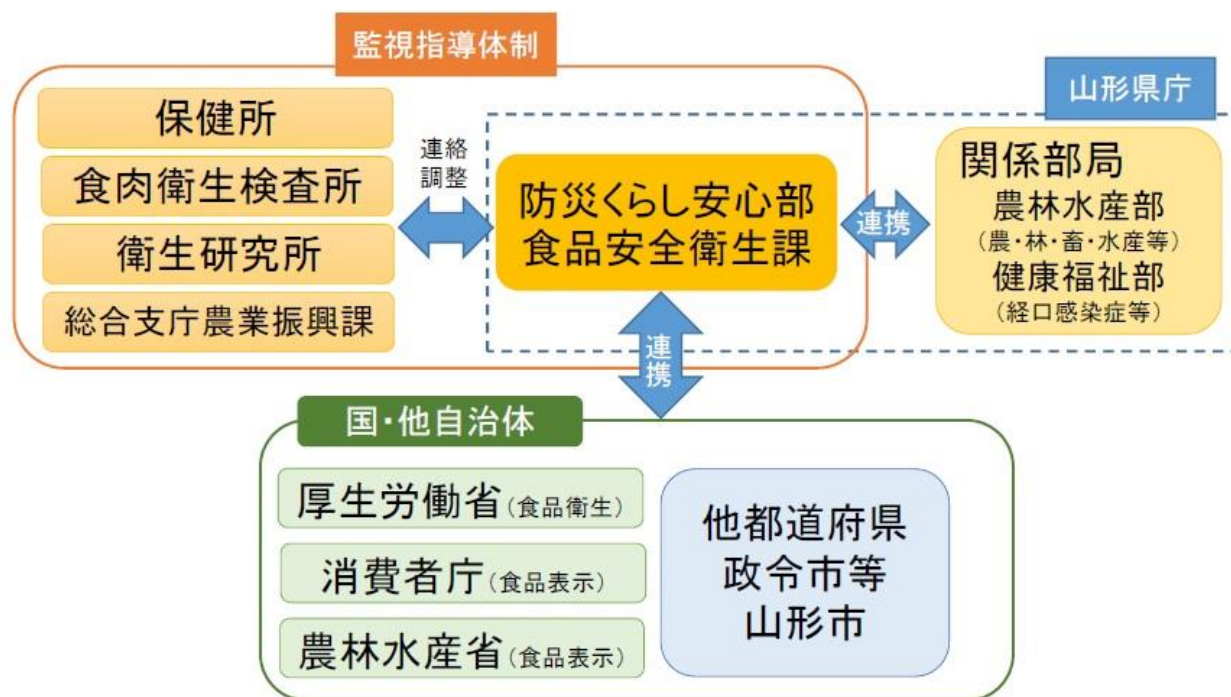 監視指導体制
山形県庁
保健所
食肉衛生検査所
衛生研究所
総合支庁農業振興課
連絡
調整
防災くらし安心部
食品安全衛生課
連携
関係部局
農林水産部
(農・林・畜・水産等)
健康福祉部
(経口感染症等)
連携
国・他自治体
厚生労働省(食品衛生)
消費者庁(食品表示)
農林水産省(食品表示)
他都道府県
政令市等
山形市